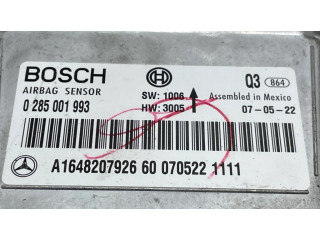 BOSCH
AIRBAG SENSOR
0 285 001 993
SW: 1006
HW: 3005
Q3 864
Assembled in Mexico
07-05-22
A1648207926 60 070522 1111